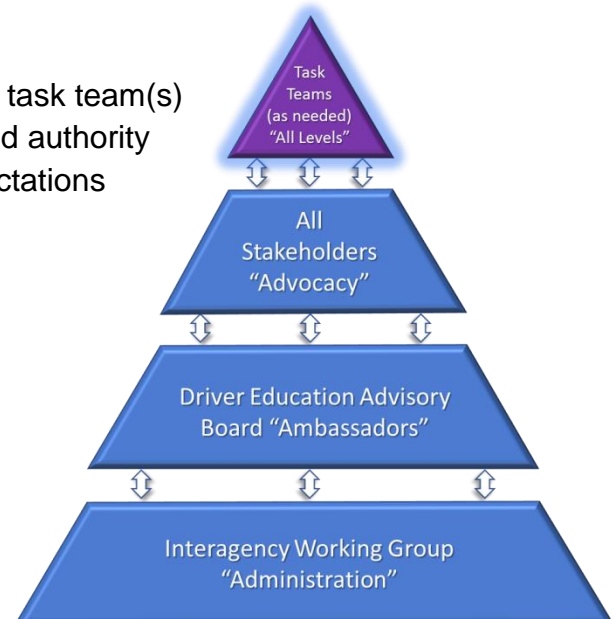 task team(s)
d authority
ctations
Task
Teams
(as needed)
“All Levels”
All
Stakeholders
“Advocacy”
Driver Education Advisory
Board “Ambassadors”
Interagency Working Group
“Administration”